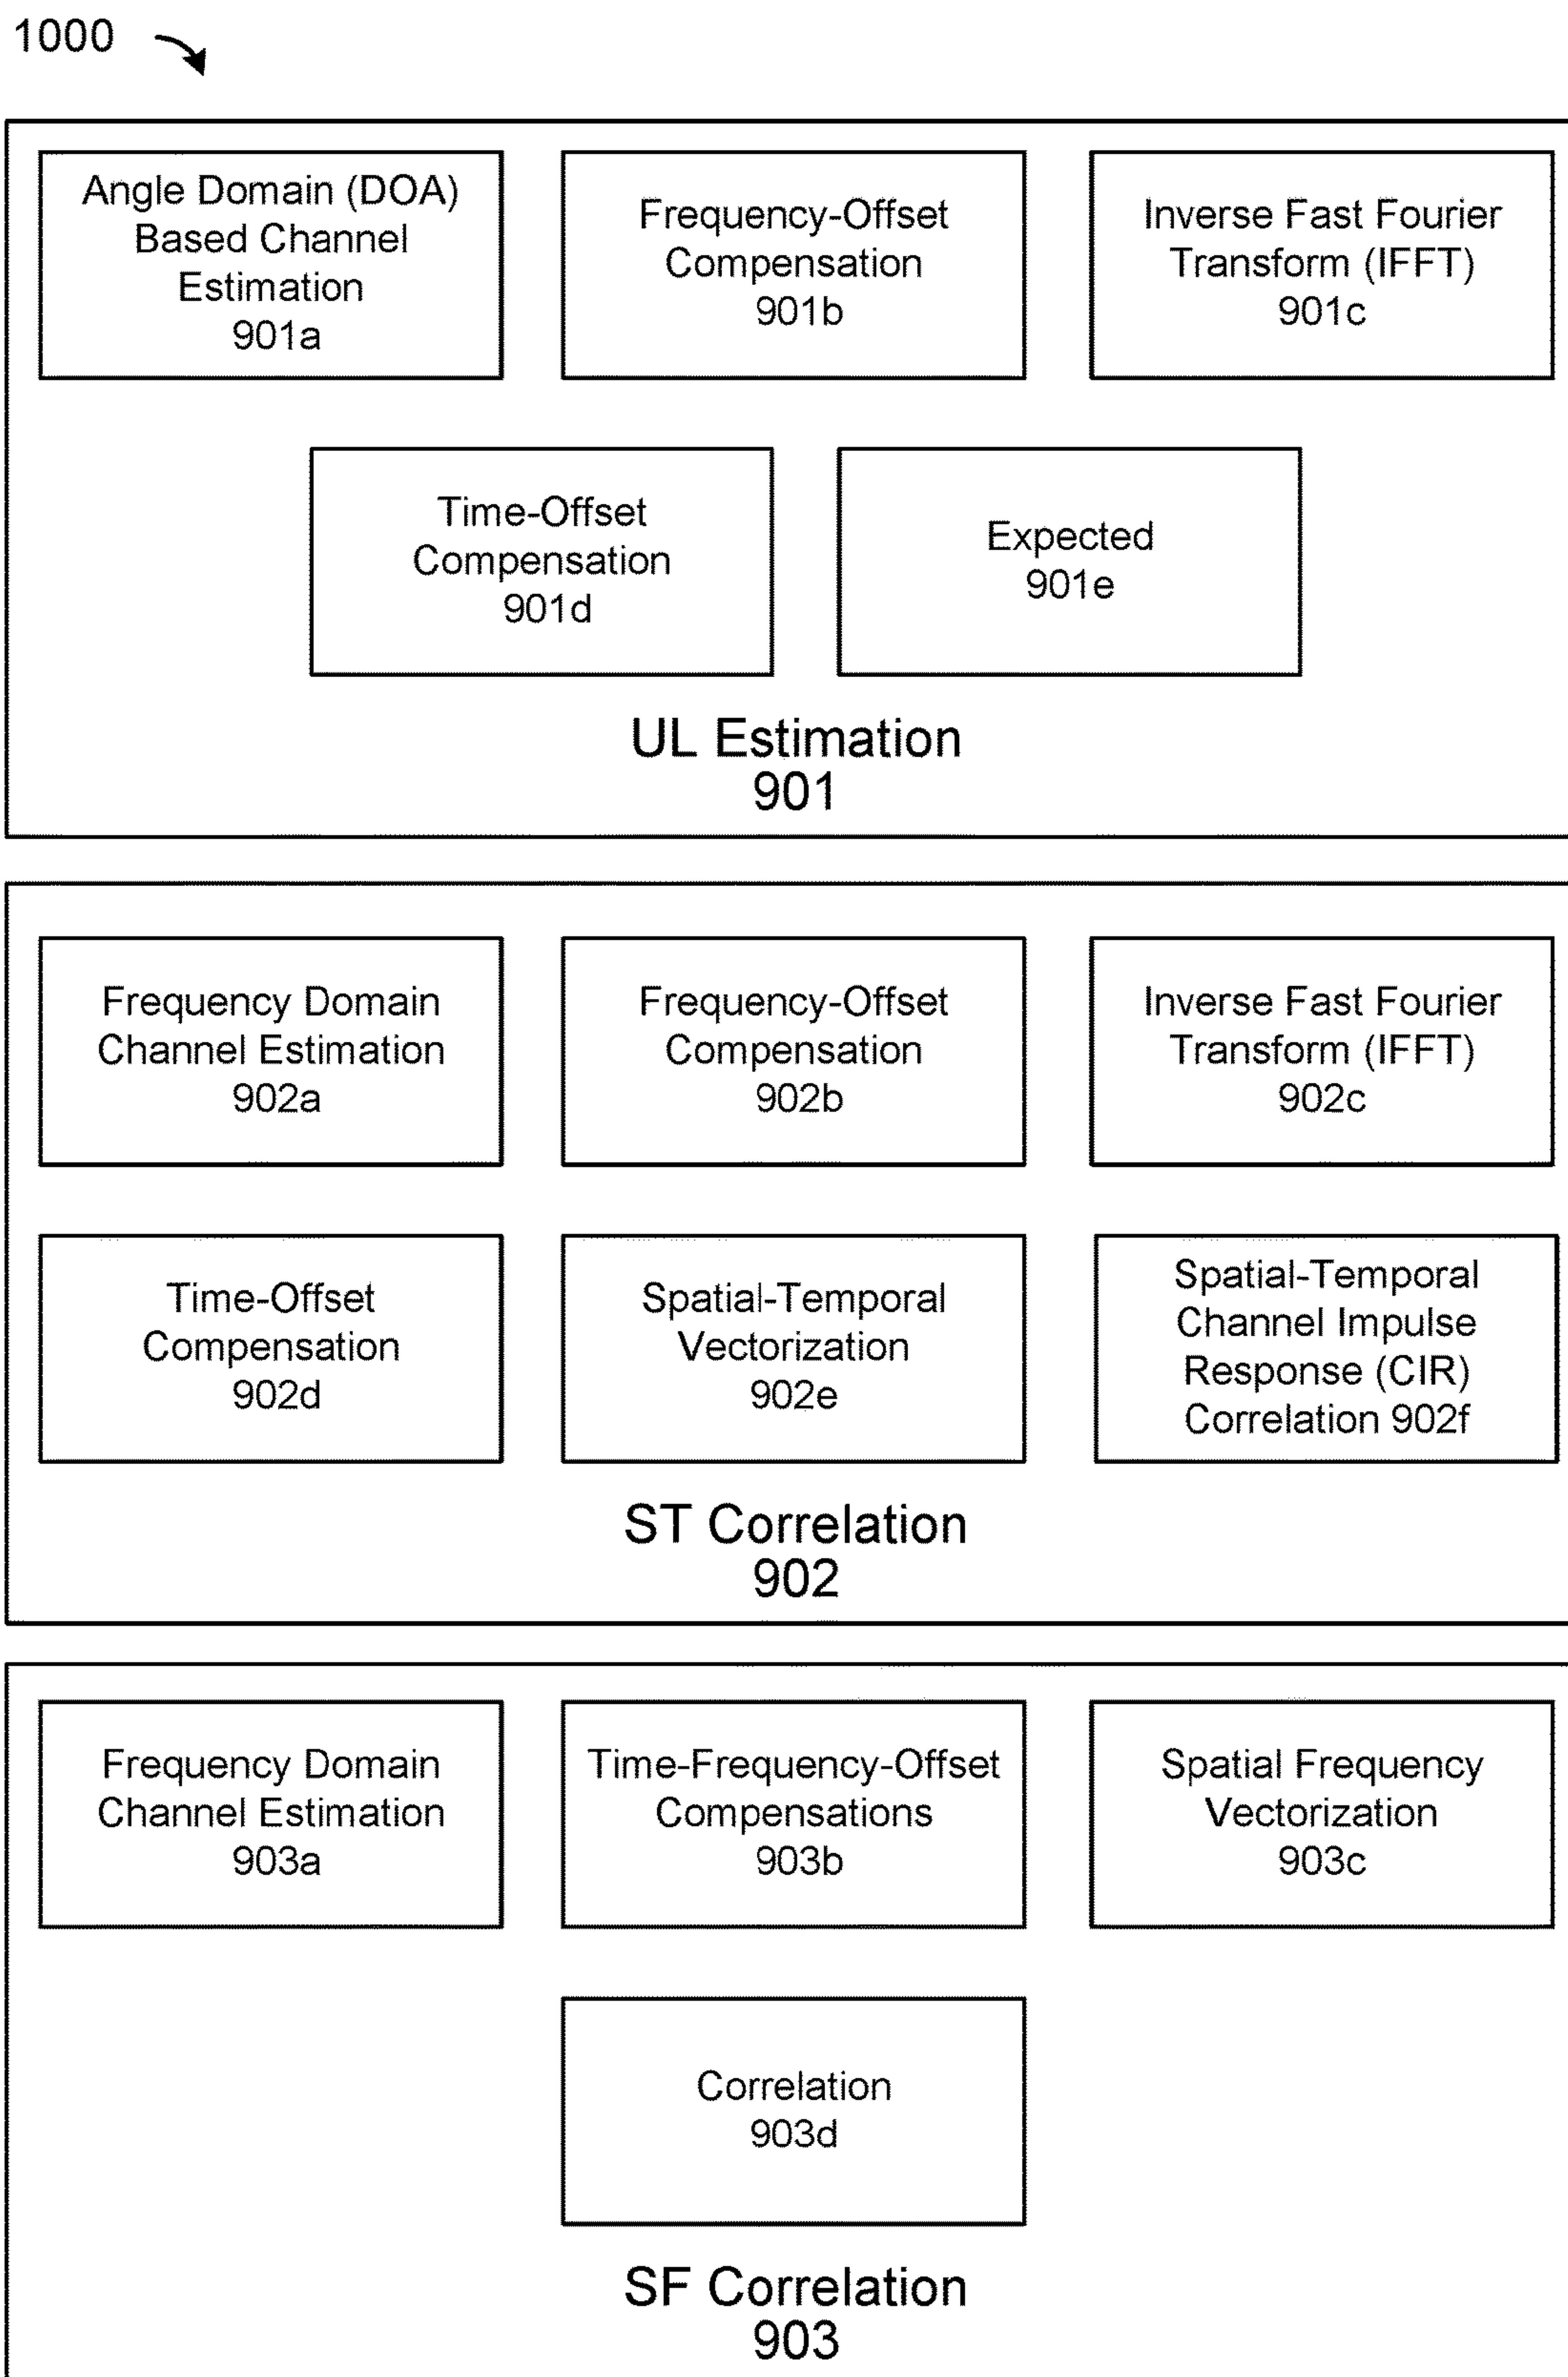 1000
Angle Domain (DOA)
Based Channel
Estimation
901a
Frequency-Offset
Compensation
901b
Inverse Fast Fourier
Transform (IFFT)
901c
Time-Offset
Compensation
901d
Expected
901e
UL Estimation
901
Frequency Domain
Channel Estimation
902a
Frequency-Offset
Compensation
902b
Inverse Fast Fourier
Transform (IFFT)
902c
Time-Offset
Compensation
902d
Spatial-Temporal
Vectorization
902e
Spatial-Temporal
Channel Impulse
Response (CIR)
Correlation 902f
ST Correlation
902
Frequency Domain
Channel Estimation
903a
Time-Frequency-Offset
Compensations
903b
Spatial Frequency
Vectorization
903c
Correlation
903d
SF Correlation
903